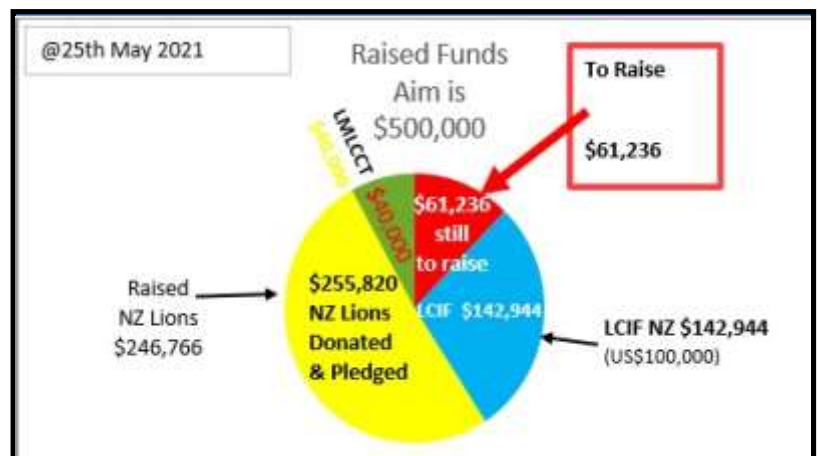 @25th May 2021
Raised Funds
Aim is
$500,000
To Raise
$61,236
LMLCCT
$40,000
$40,000
$61,236
still
to raise
$255,820
NZ Lions
Donated
& Pledged
LCIF $142,944
Raised
NZ Lions
$246,766
LCIF NZ $142,944
(US$100,000)